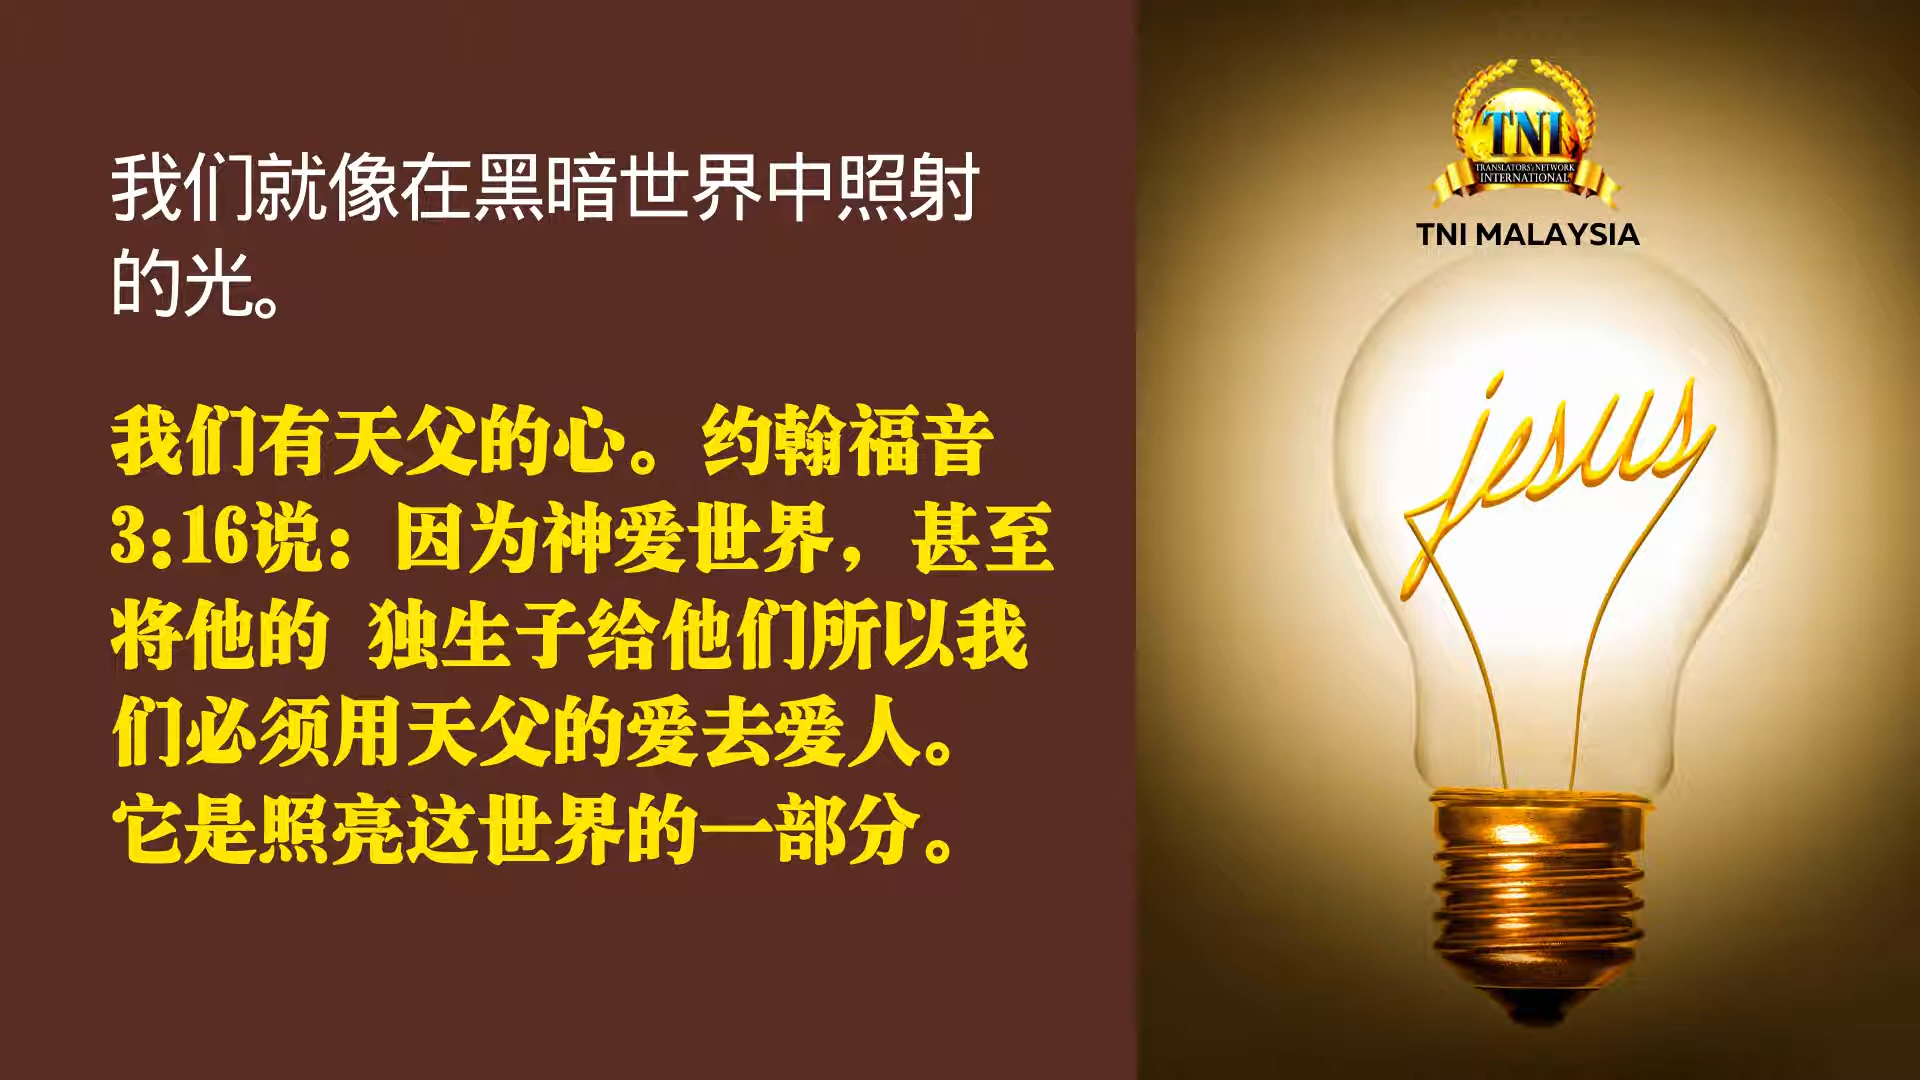 我们就像在黑暗世界中照射
的光。
我们有天父的心。约翰福音
3:16说：因为神爱世界，甚至
将他的 独生子给他们所以我
们必须用天父的爱去爱人。
它是照亮这世界的一部分。
TNI
TRANSLATORS' NETWORK
INTERNATIONAL
TNI MALAYSIA
jesus